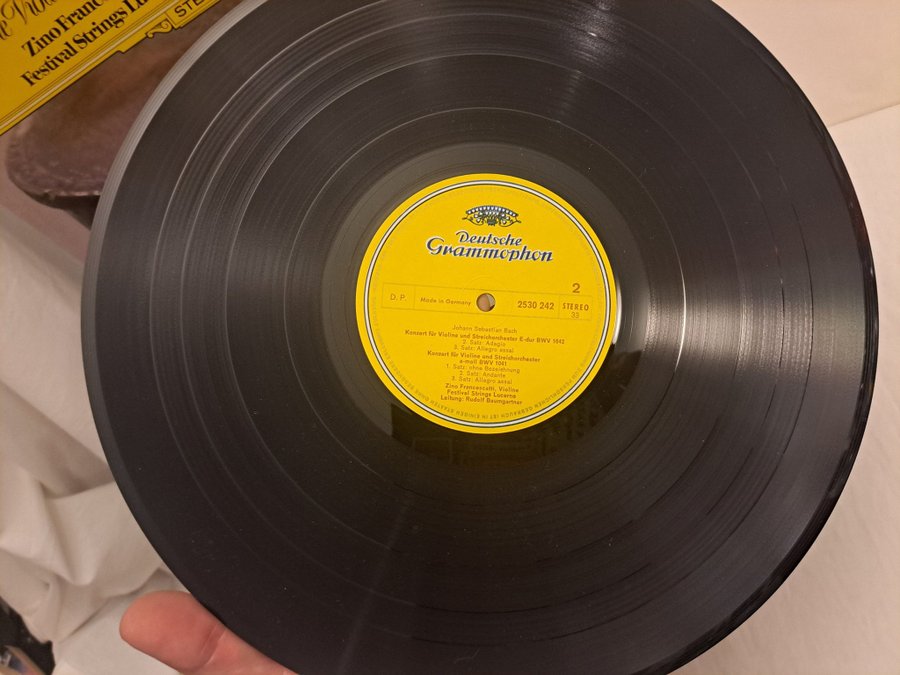 Zino Frances
Festival Strings Lu
STE
Deutsche
Grammophon
2
D. P. Made in Germany 2530 242 STEREO
33
Johann Sebastian Bach
Konzert für Violine und Streichorchester E-dur BWV 1042
2. Satz: Adagio
3. Satz: Allegro assai
Konzert für Violine und Streichorchester
a-moll BWV 1041
1. Satz: ohne Bezeichnung
2. Satz: Andante
3. Satz: Allegro assai
Zino Francescatti, Violine
Festival Strings Lucerne
Leitung: Rudolf Baumgartner